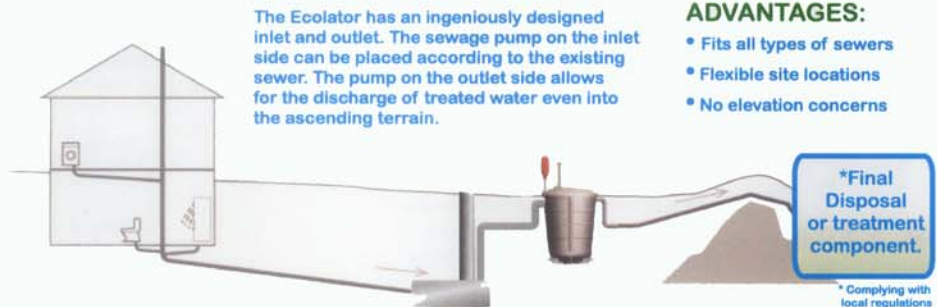 The Ecolator has an ingeniously designed
inlet and outlet. The sewage pump on the inlet
side can be placed according to the existing
sewer. The pump on the outlet side allows
for the discharge of treated water even into
the ascending terrain.
ADVANTAGES:
• Fits all types of sewers
• Flexible site locations
• No elevation concerns
*Final
Disposal
or treatment
component.
* Complying with
local regulations